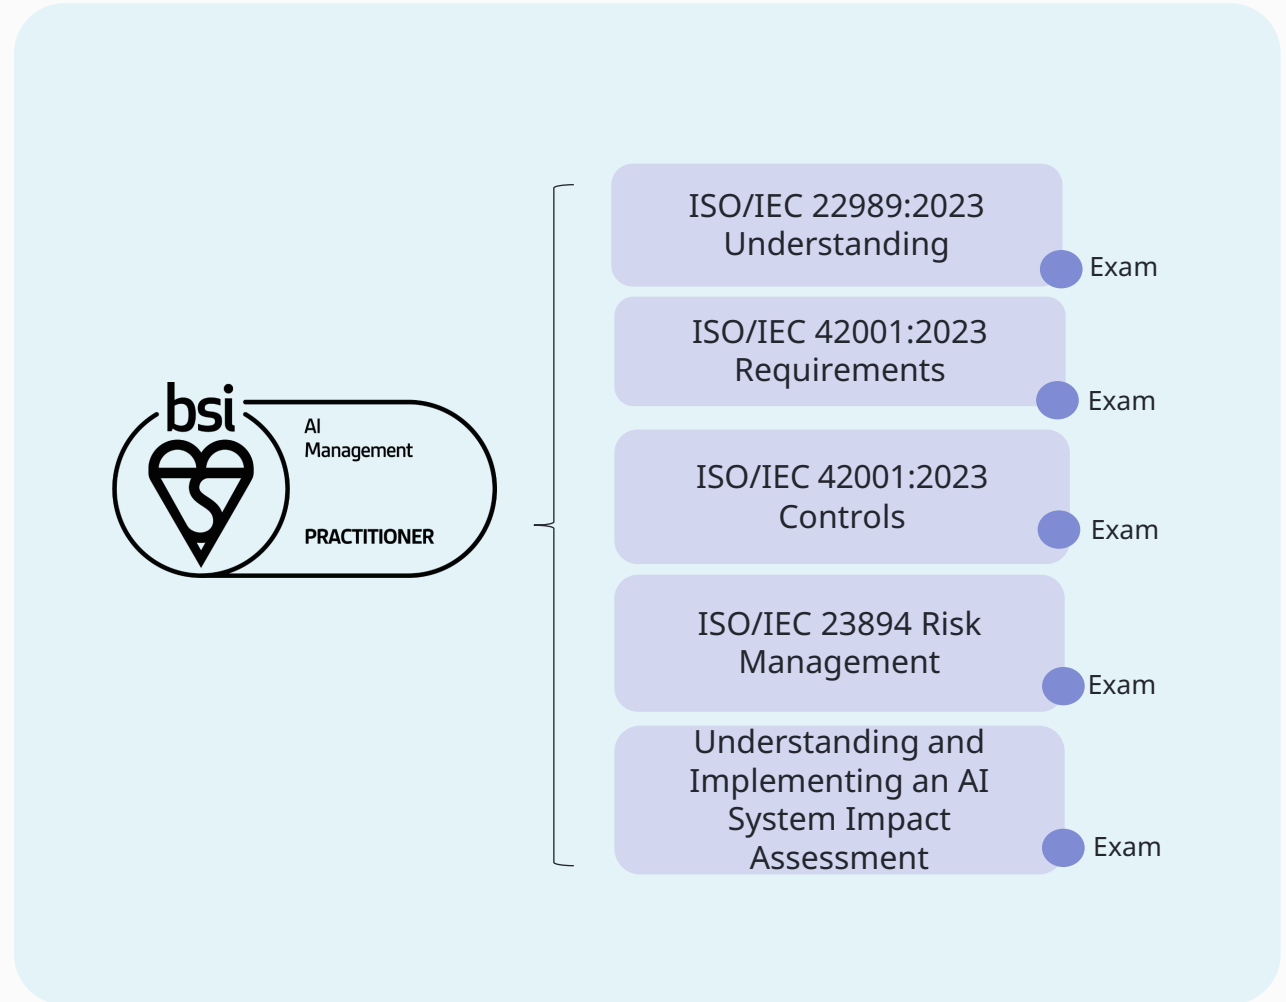 bsi
AI
Management
PRACTITIONER
ISO/IEC 22989:2023
Understanding
Exam
ISO/IEC 42001:2023
Requirements
Exam
ISO/IEC 42001:2023
Controls
Exam
ISO/IEC 23894 Risk
Management
Exam
Understanding and
Implementing an AI
System Impact
Assessment
Exam